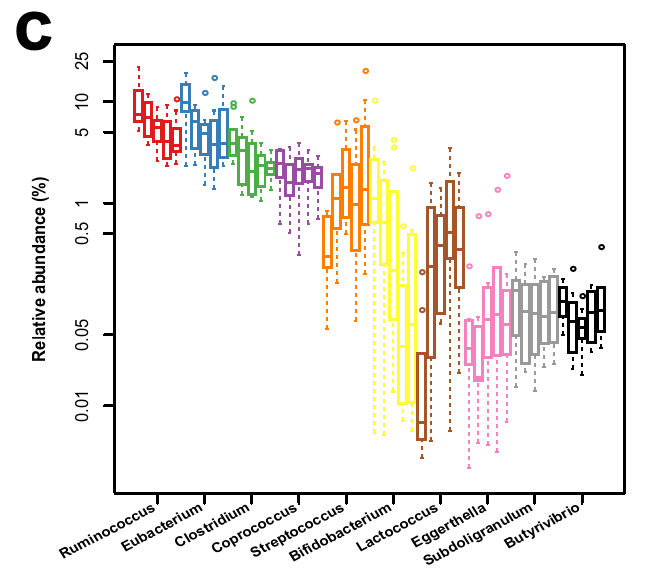 C
Relative abundance (%)
25
10
5
1
0.5
0.05
0.01
Ruminococcus
Eubacterium
Clostridium
Coprococcus
Streptococcus
Bifidobacterium
Lactococcus
Eggerthella
Subdoligranulum
Butyrivibrio